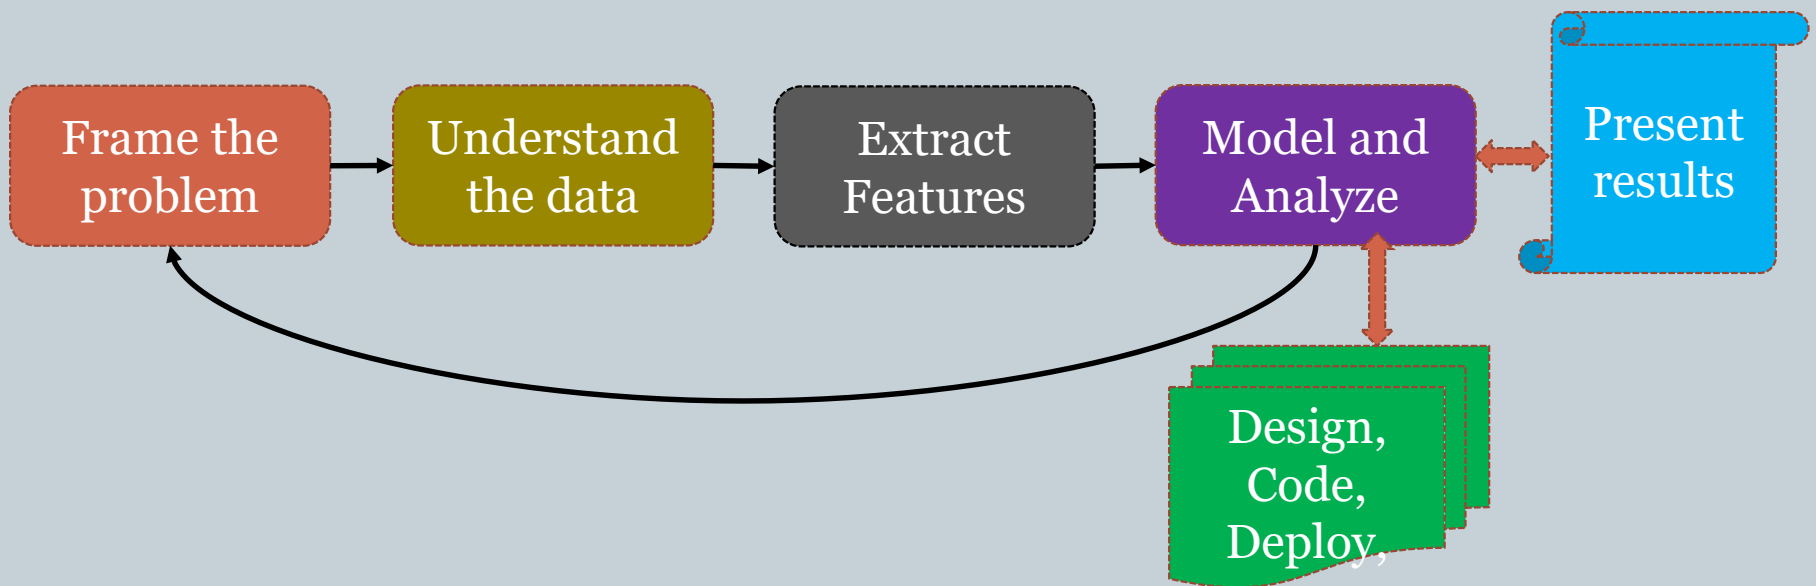 Frame the
problem
Understand
the data
Extract
Features
Model and
Analyze
Present
results
Design,
Code,
Deploy,